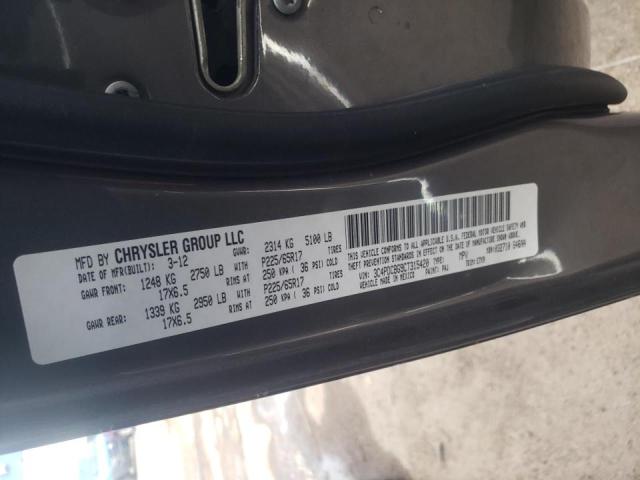 MFD BY CHRYSLER GROUP LLC
DATE OF MFR(BUILT): 3-12 GVWR: 2314 KG 5100 LB
GAWR FRONT: 1248 KG 2750 LB WITH P225/65R17 TIRES
17X6.5 RIMS AT 250 KPA ( 36 PSI) COLD
GAWR REAR: 1339 KG 2950 LB WITH P225/65R17 TIRES
17X6.5 RIMS AT 250 KPA ( 36 PSI) COLD
THIS VEHICLE CONFORMS TO ALL APPLICABLE U.S.A. FEDERAL MOTOR VEHICLE SAFETY AND
THEFT PREVENTION STANDARDS IN EFFECT ON THE DATE OF MANUFACTURE SHOWN ABOVE.
VEHICLE MADE IN MEXICO
TYPE: MPV
PAINT: PAU TRIM: